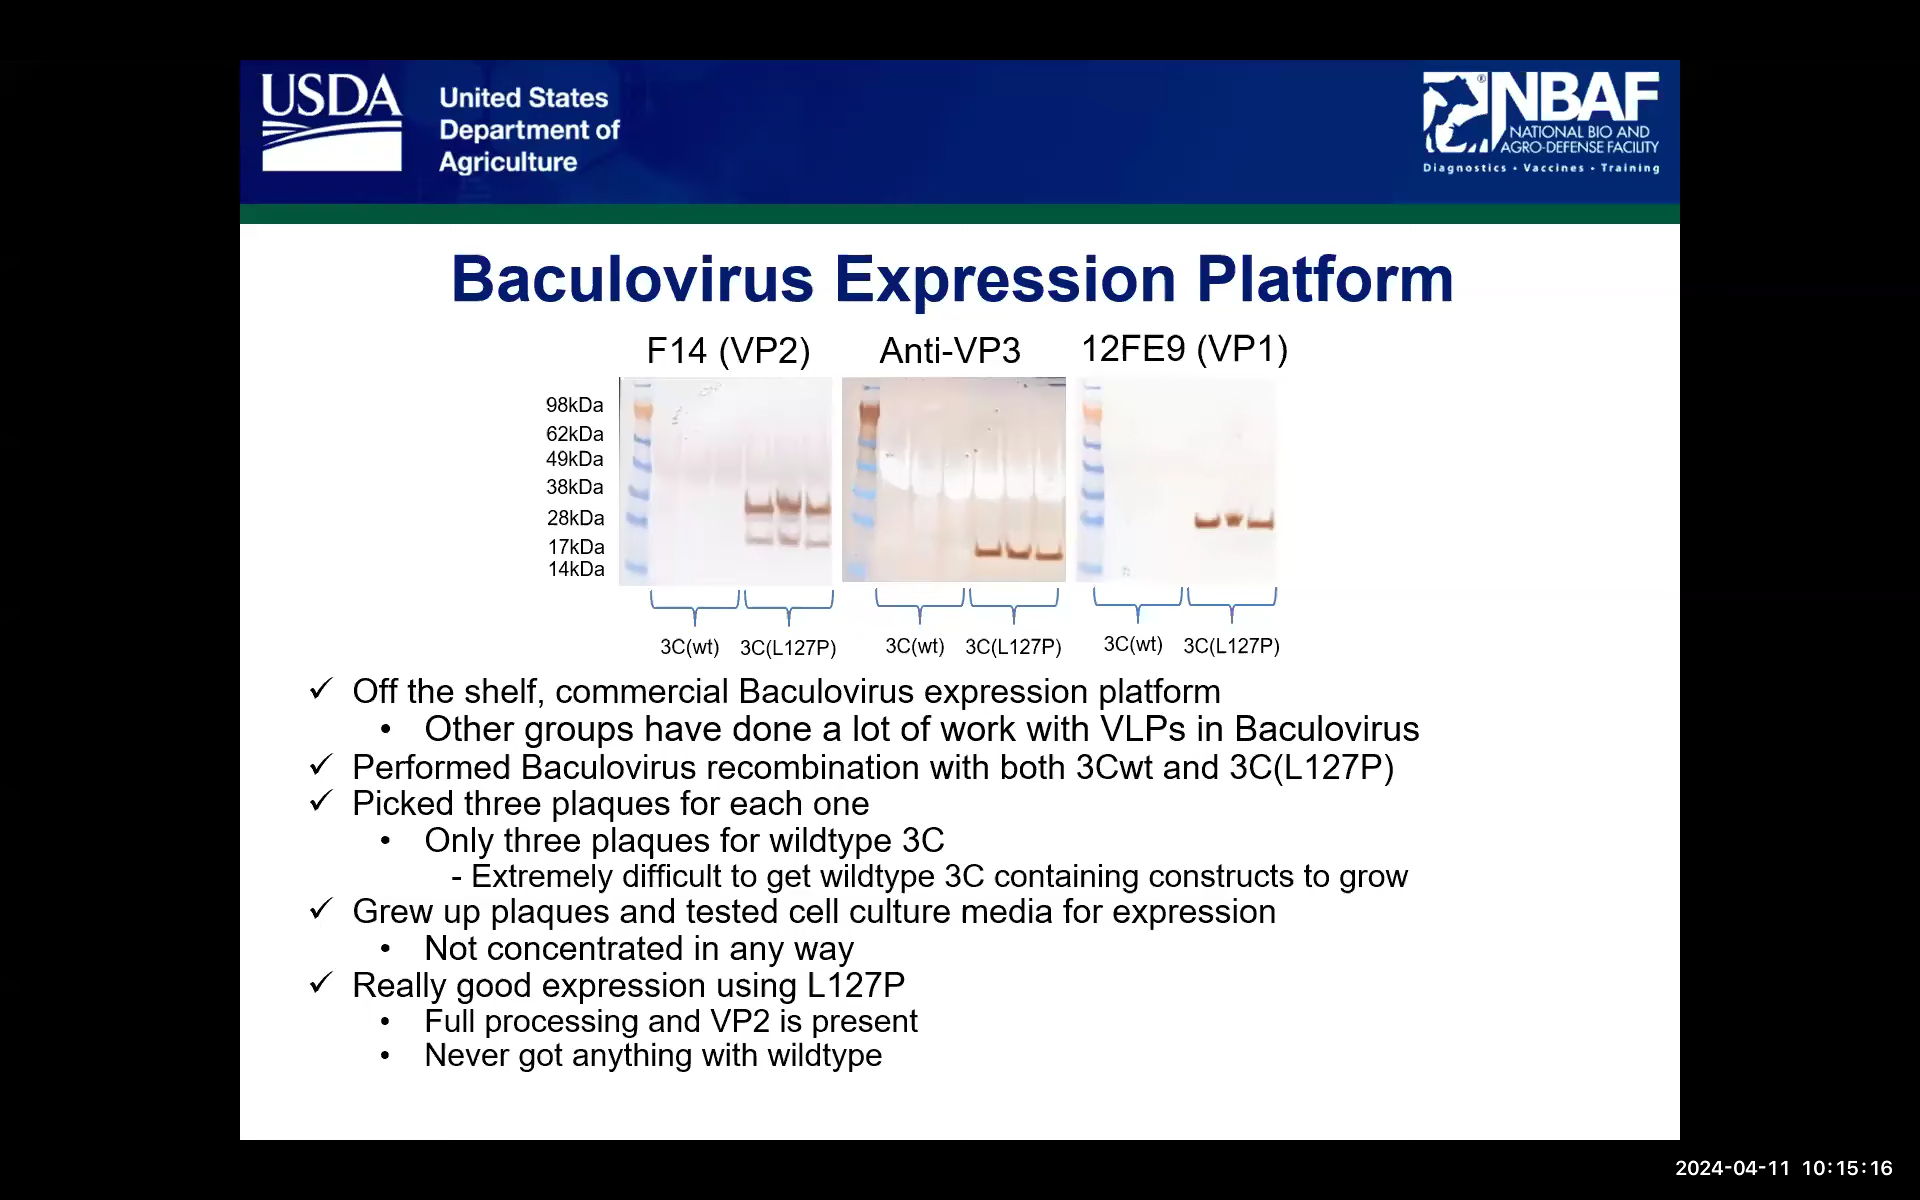 USDA
United States
Department of
Agriculture
NBAF
NATIONAL BIO AND
AGRO-DEFENSE FACILITY
Diagnostics • Vaccines • Training
Baculovirus Expression Platform
F14 (VP2) Anti-VP3 12FE9 (VP1)
98kDa
62kDa
49kDa
38kDa
28kDa
17kDa
14kDa
3C(wt) 3C(L127P) 3C(wt) 3C(L127P) 3C(wt) 3C(L127P)
✓ Off the shelf, commercial Baculovirus expression platform
• Other groups have done a lot of work with VLPs in Baculovirus
✓ Performed Baculovirus recombination with both 3Cwt and 3C(L127P)
✓ Picked three plaques for each one
• Only three plaques for wildtype 3C
- Extremely difficult to get wildtype 3C containing constructs to grow
✓ Grew up plaques and tested cell culture media for expression
• Not concentrated in any way
✓ Really good expression using L127P
• Full processing and VP2 is present
• Never got anything with wildtype
2024-04-11 10:15:16